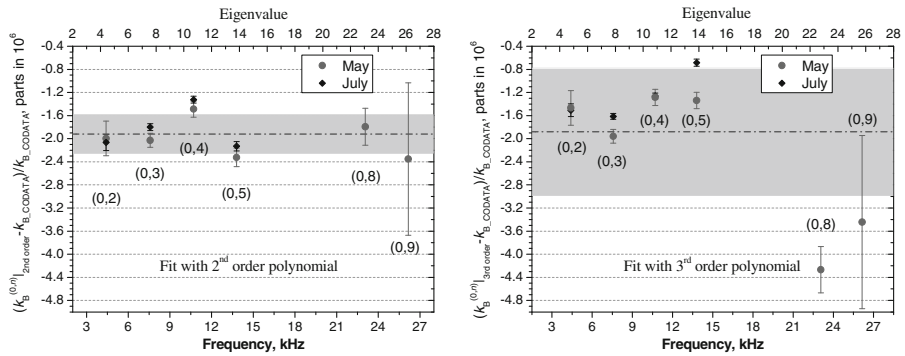 Eigenvalue
2 4 6 8 10 12 14 16 18 20 22 24 26 28
-0.4
-0.8
-1.2
-1.6
-2.0
-2.4
-2.8
-3.2
-3.6
-4.0
-4.4
-4.8
(k_B^(0,n)|_2nd order-k_B_CODATA)/k_B_CODATA, parts in 10^6
May
July
(0,2)
(0,3)
(0,4)
(0,5)
(0,8)
(0,9)
Fit with 2^nd order polynomial
3 6 9 12 15 18 21 24 27
Frequency, kHz
Eigenvalue
2 4 6 8 10 12 14 16 18 20 22 24 26 28
-0.4
-0.8
-1.2
-1.6
-2.0
-2.4
-2.8
-3.2
-3.6
-4.0
-4.4
-4.8
(k_B^(0,n)|_3rd order-k_B_CODATA)/k_B_CODATA, parts in 10^6
May
July
(0,2)
(0,3)
(0,4)
(0,5)
(0,8)
(0,9)
Fit with 3^rd order polynomial
3 6 9 12 15 18 21 24 27
Frequency, kHz